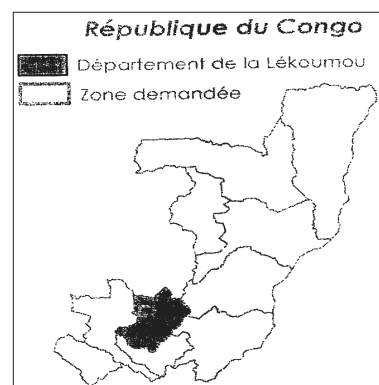 République du Congo
Département de la Lékoumou
Zone demandée